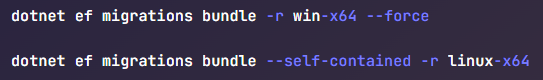 dotnet ef migrations bundle -r win-x64 --force
dotnet ef migrations bundle --self-contained -r linux-x64